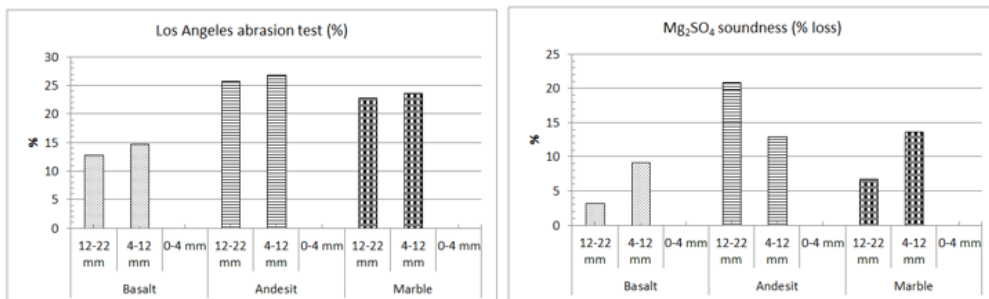 Los Angeles abrasion test (%)
30
25
20
15
10
5
0
%
12-22 mm
4-12 mm
0-4 mm
12-22 mm
4-12 mm
0-4 mm
12-22 mm
4-12 mm
0-4 mm
Basalt
Andesit
Marble
Mg₂SO₄ soundness (% loss)
25
20
15
10
5
0
%
12-22 mm
4-12 mm
0-4 mm
12-22 mm
4-12 mm
0-4 mm
12-22 mm
4-12 mm
0-4 mm
Basalt
Andesit
Marble